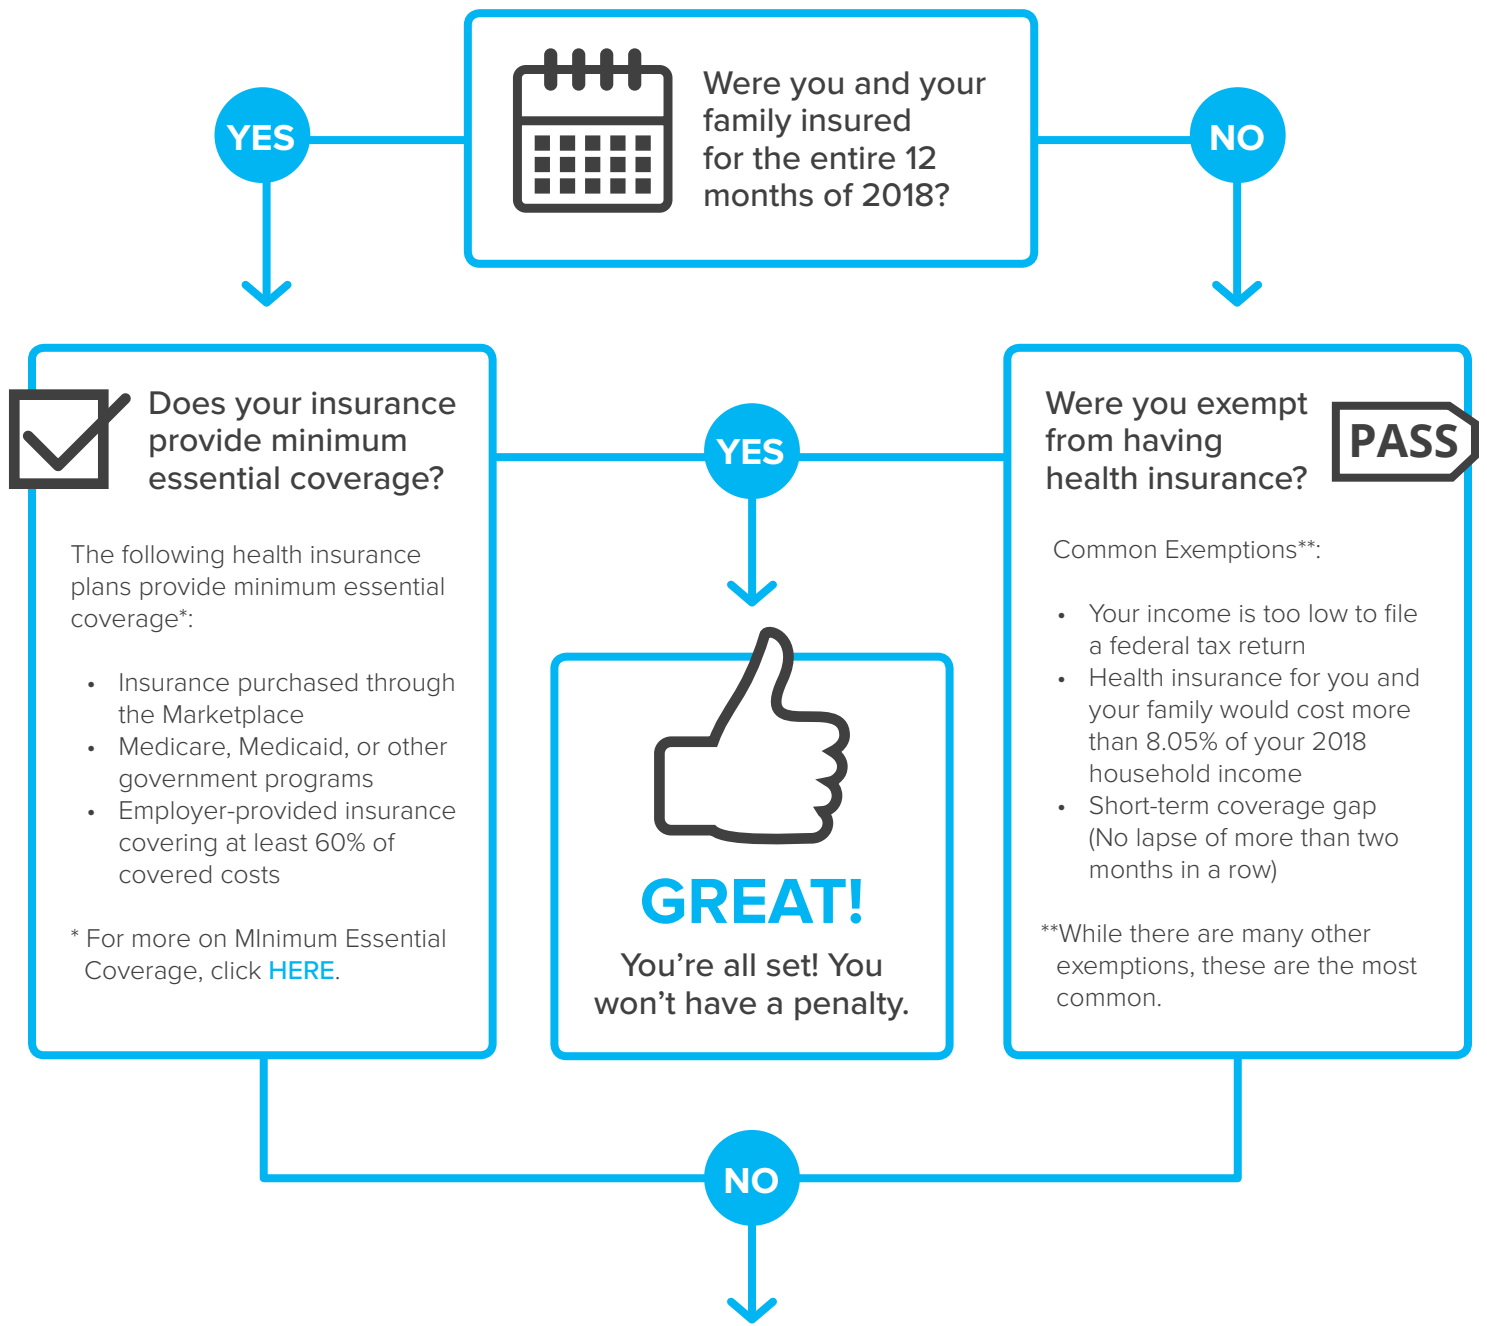 Were you and your
family insured
for the entire 12
months of 2018?
YES
NO
Does your insurance
provide minimum
essential coverage?
The following health insurance
plans provide minimum essential
coverage*:
• Insurance purchased through
the Marketplace
• Medicare, Medicaid, or other
government programs
• Employer-provided insurance
covering at least 60% of
covered costs
* For more on MInimum Essential
Coverage, click HERE.
YES
GREAT!
You’re all set! You
won’t have a penalty.
Were you exempt
from having
health insurance?
PASS
Common Exemptions**:
• Your income is too low to file
a federal tax return
• Health insurance for you and
your family would cost more
than 8.05% of your 2018
household income
• Short-term coverage gap
(No lapse of more than two
months in a row)
**While there are many other
exemptions, these are the most
common.
NO